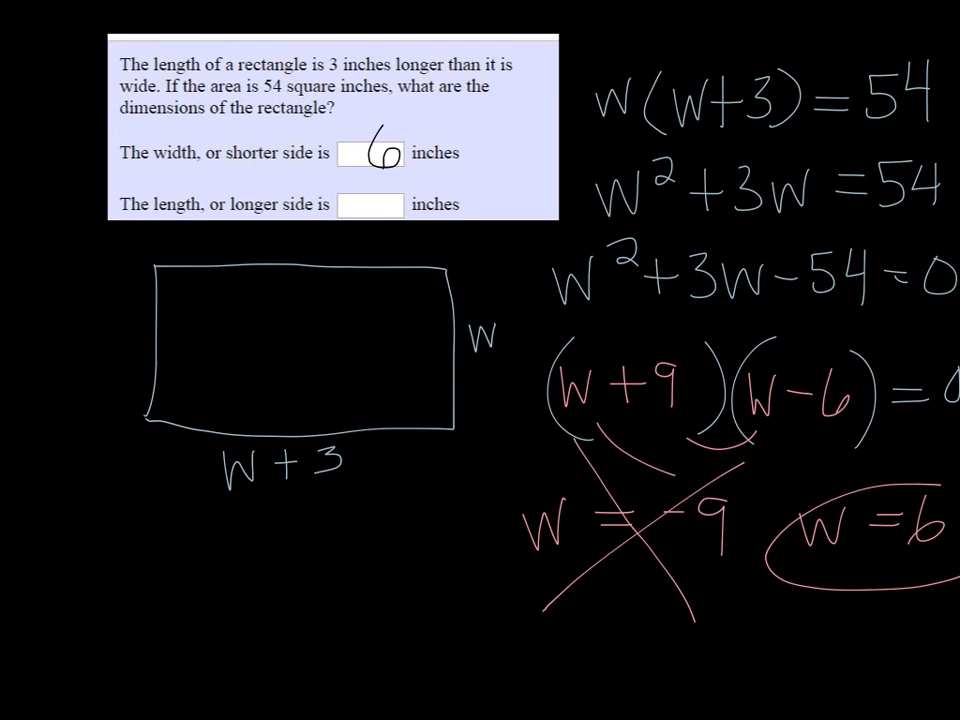 The length of a rectangle is 3 inches longer than it is
wide. If the area is 54 square inches, what are the
dimensions of the rectangle?
The width, or shorter side is 6 inches
The length, or longer side is inches
W
W + 3
W(W+3) = 54
W² + 3W = 54
W² + 3W - 54 = 0
(W + 9)(W - 6) = 0
W = -9 W = 6